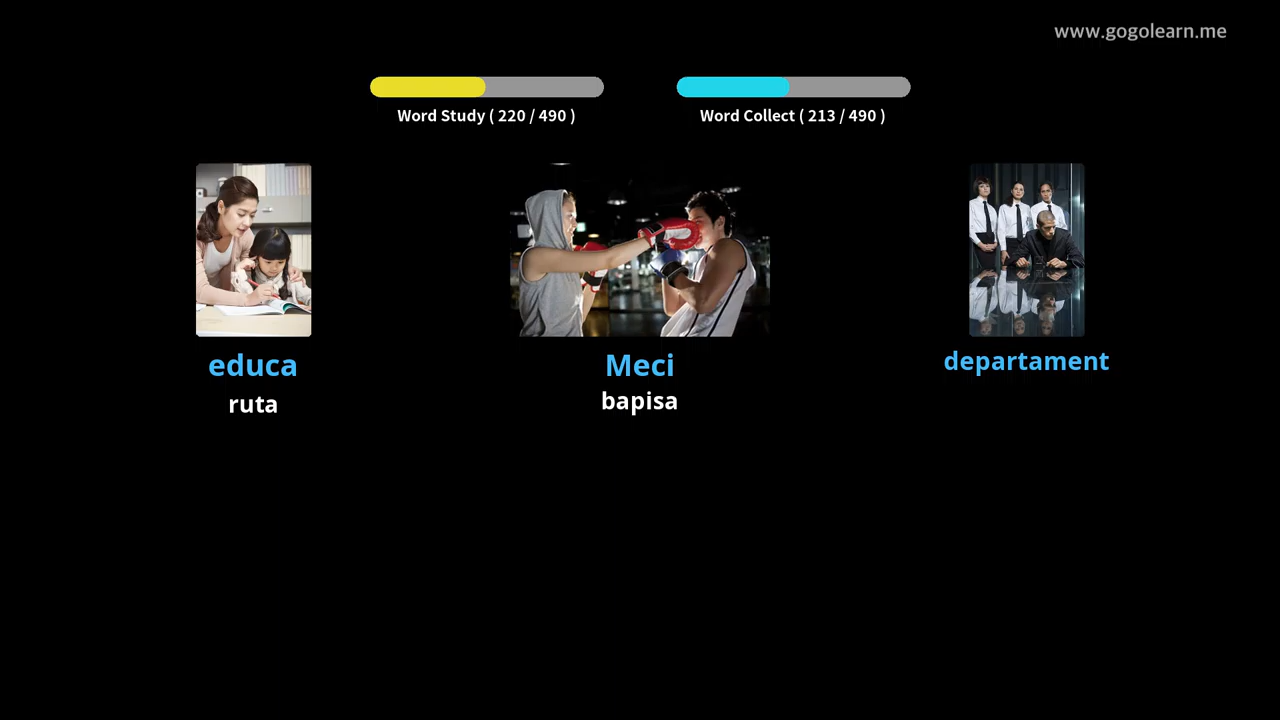 www.gogolearn.me
Word Study ( 220 / 490 )
Word Collect ( 213 / 490 )
educa
ruta
Meci
bapisa
departament